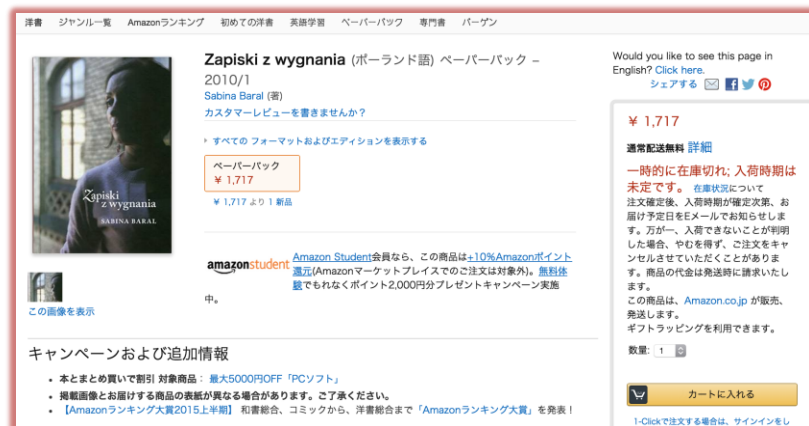 洋書 ジャンル一覧 Amazonランキング 初めての洋書 英語学習 ペーパーバック 専門書 バーゲン
Zapiski z wygnania (ポーランド語) ペーパーバック –
2010/1
Sabina Baral (著)
カスタマーレビューを書きませんか？
すべての フォーマットおよびエディションを表示する
ペーパーバック
￥ 1,717
￥ 1,717 より 1 新品
Zapiski
z wygnania
SABINA BARAL
この画像を表示
amazonstudent
Amazon Student会員なら、この商品は+10%Amazonポイント
還元(Amazonマーケットプレイスでのご注文は対象外)。無料体
験でもれなくポイント2,000円分プレゼントキャンペーン実施
中。
キャンペーンおよび追加情報
• 本とまとめ買いで割引 対象商品： 最大5000円OFF「PCソフト」
• 掲載画像とお届けする商品の表紙が異なる場合があります。ご了承ください。
• 【Amazonランキング大賞2015上半期】 和書総合、コミックから、洋書総合まで「Amazonランキング大賞」を発表！
Would you like to see this page in
English? Click here.
シェアする
￥ 1,717
通常配送無料 詳細
一時的に在庫切れ; 入荷時期は
未定です。 在庫状況について
注文確定後、入荷時期が確定次第、お
届け予定日をEメールでお知らせしま
す。万が一、入荷できないことが判明
した場合、やむを得ず、ご注文をキャ
ンセルさせていただくことがありま
す。商品の代金は発送時に請求いたし
ます。
この商品は、Amazon.co.jp が販売、
発送します。
ギフトラッピングを利用できます。
数量: 1
カートに入れる
1-Clickで注文する場合は、サインインをし